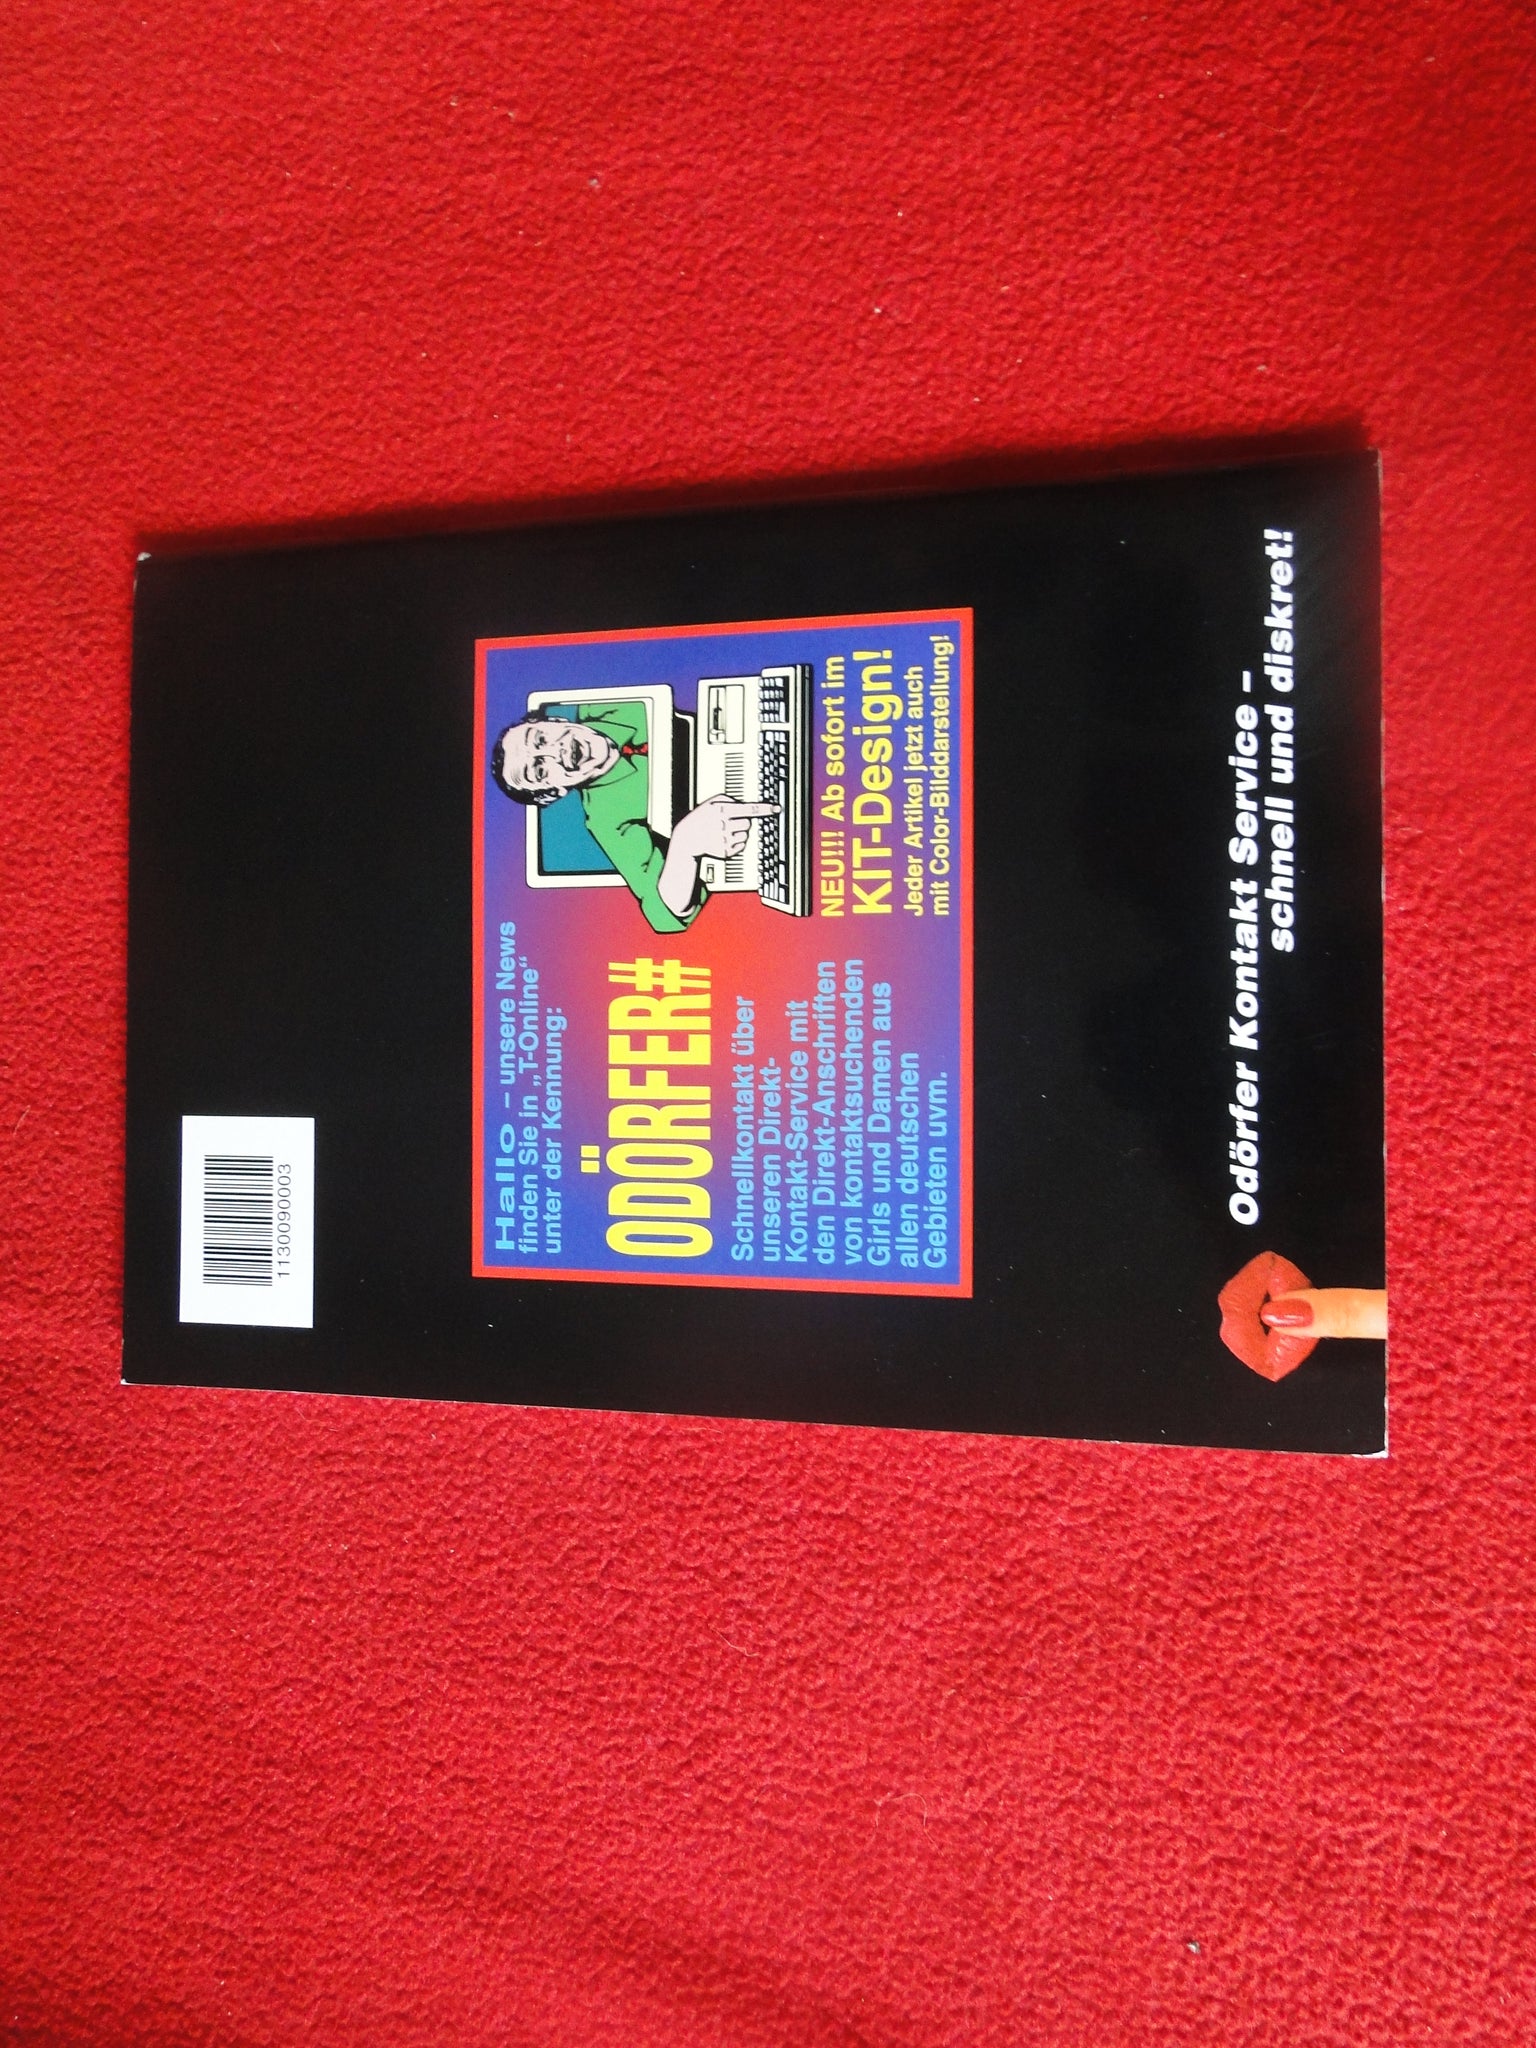 1130090003
Hallo – unsere News
finden Sie in „T-Online“
unter der Kennung:
ODÖRFER#
Schnellkontakt über
unseren Direkt-
Kontakt-Service mit
den Direkt-Anschriften
von kontaktsuchenden
Girls und Damen aus
allen deutschen
Gebieten uvm.
NEU!!! Ab sofort im
KIT-Design!
Jeder Artikel jetzt auch
mit Color-Bilddarstellung!
Odörfer Kontakt Service –
schnell und diskret!